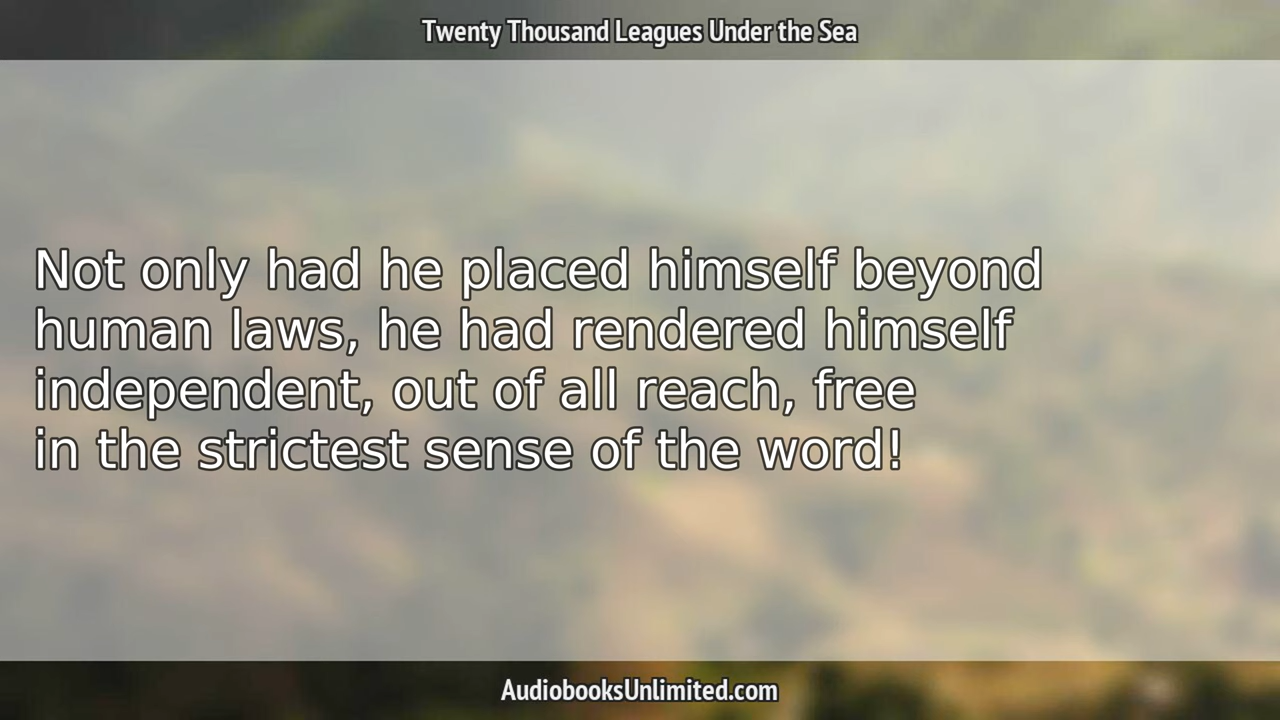 Twenty Thousand Leagues Under the Sea
Not only had he placed himself beyond
human laws, he had rendered himself
independent, out of all reach, free
in the strictest sense of the word!
AudiobooksUnlimited.com